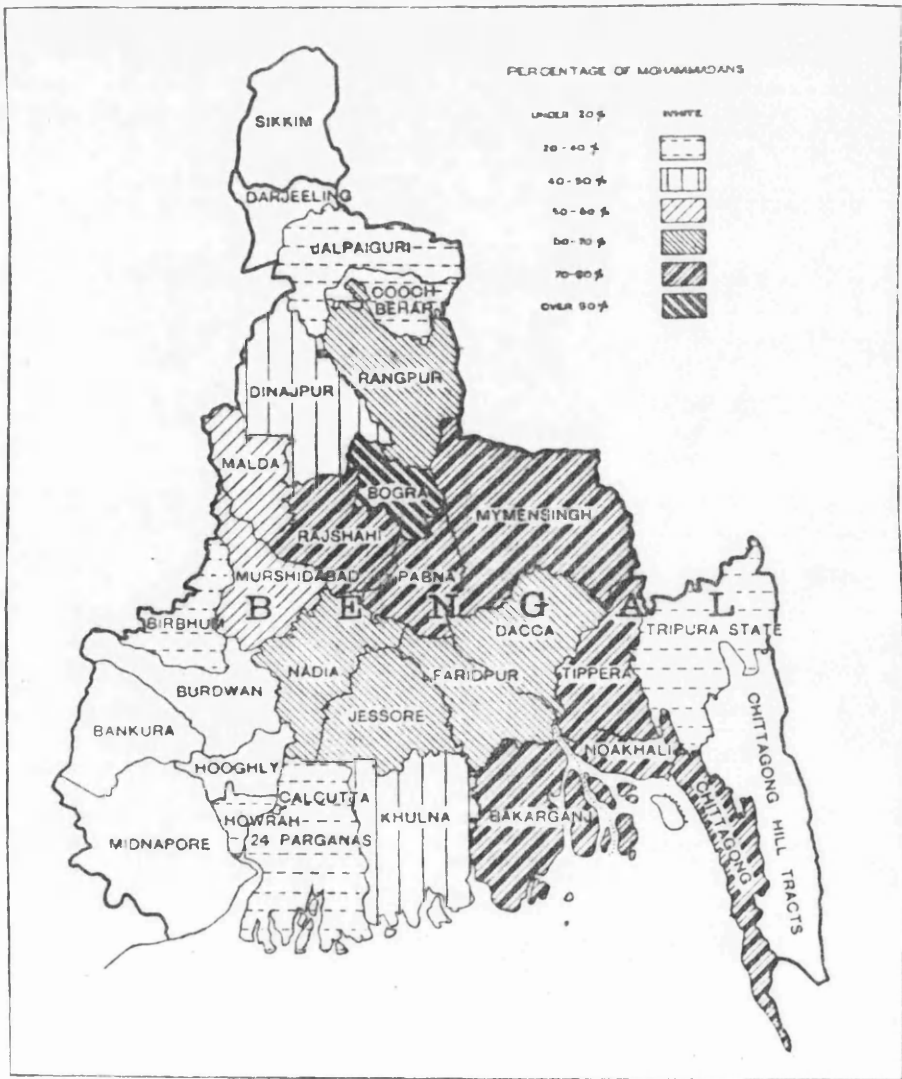 PERCENTAGE OF MOHAMMADANS
UNDER 20% WHITE
20-40%
40-50%
50-60%
60-70%
70-80%
OVER 90%
SIKKIM
DARJEELING
JALPAIGURI
COOCH
BEHAR
RANGPUR
DINAJPUR
MALDA
BOGRA
RAJSHAHI
MYMENSINGH
MURSHIDABAD
PABNA
BENGAL
BIRBHUM
DACCA
TRIPURA STATE
NADIA
FARIDPUR
TIPPERA
BURDWAN
JESSORE
BANKURA
NOAKHALI
HOOGHLY
CALCUTTA
HOWRAH
KHULNA
BAKARGANJ
MIDNAPORE
24 PARGANAS
CHITTAGONG
CHITTAGONG HILL TRACTS